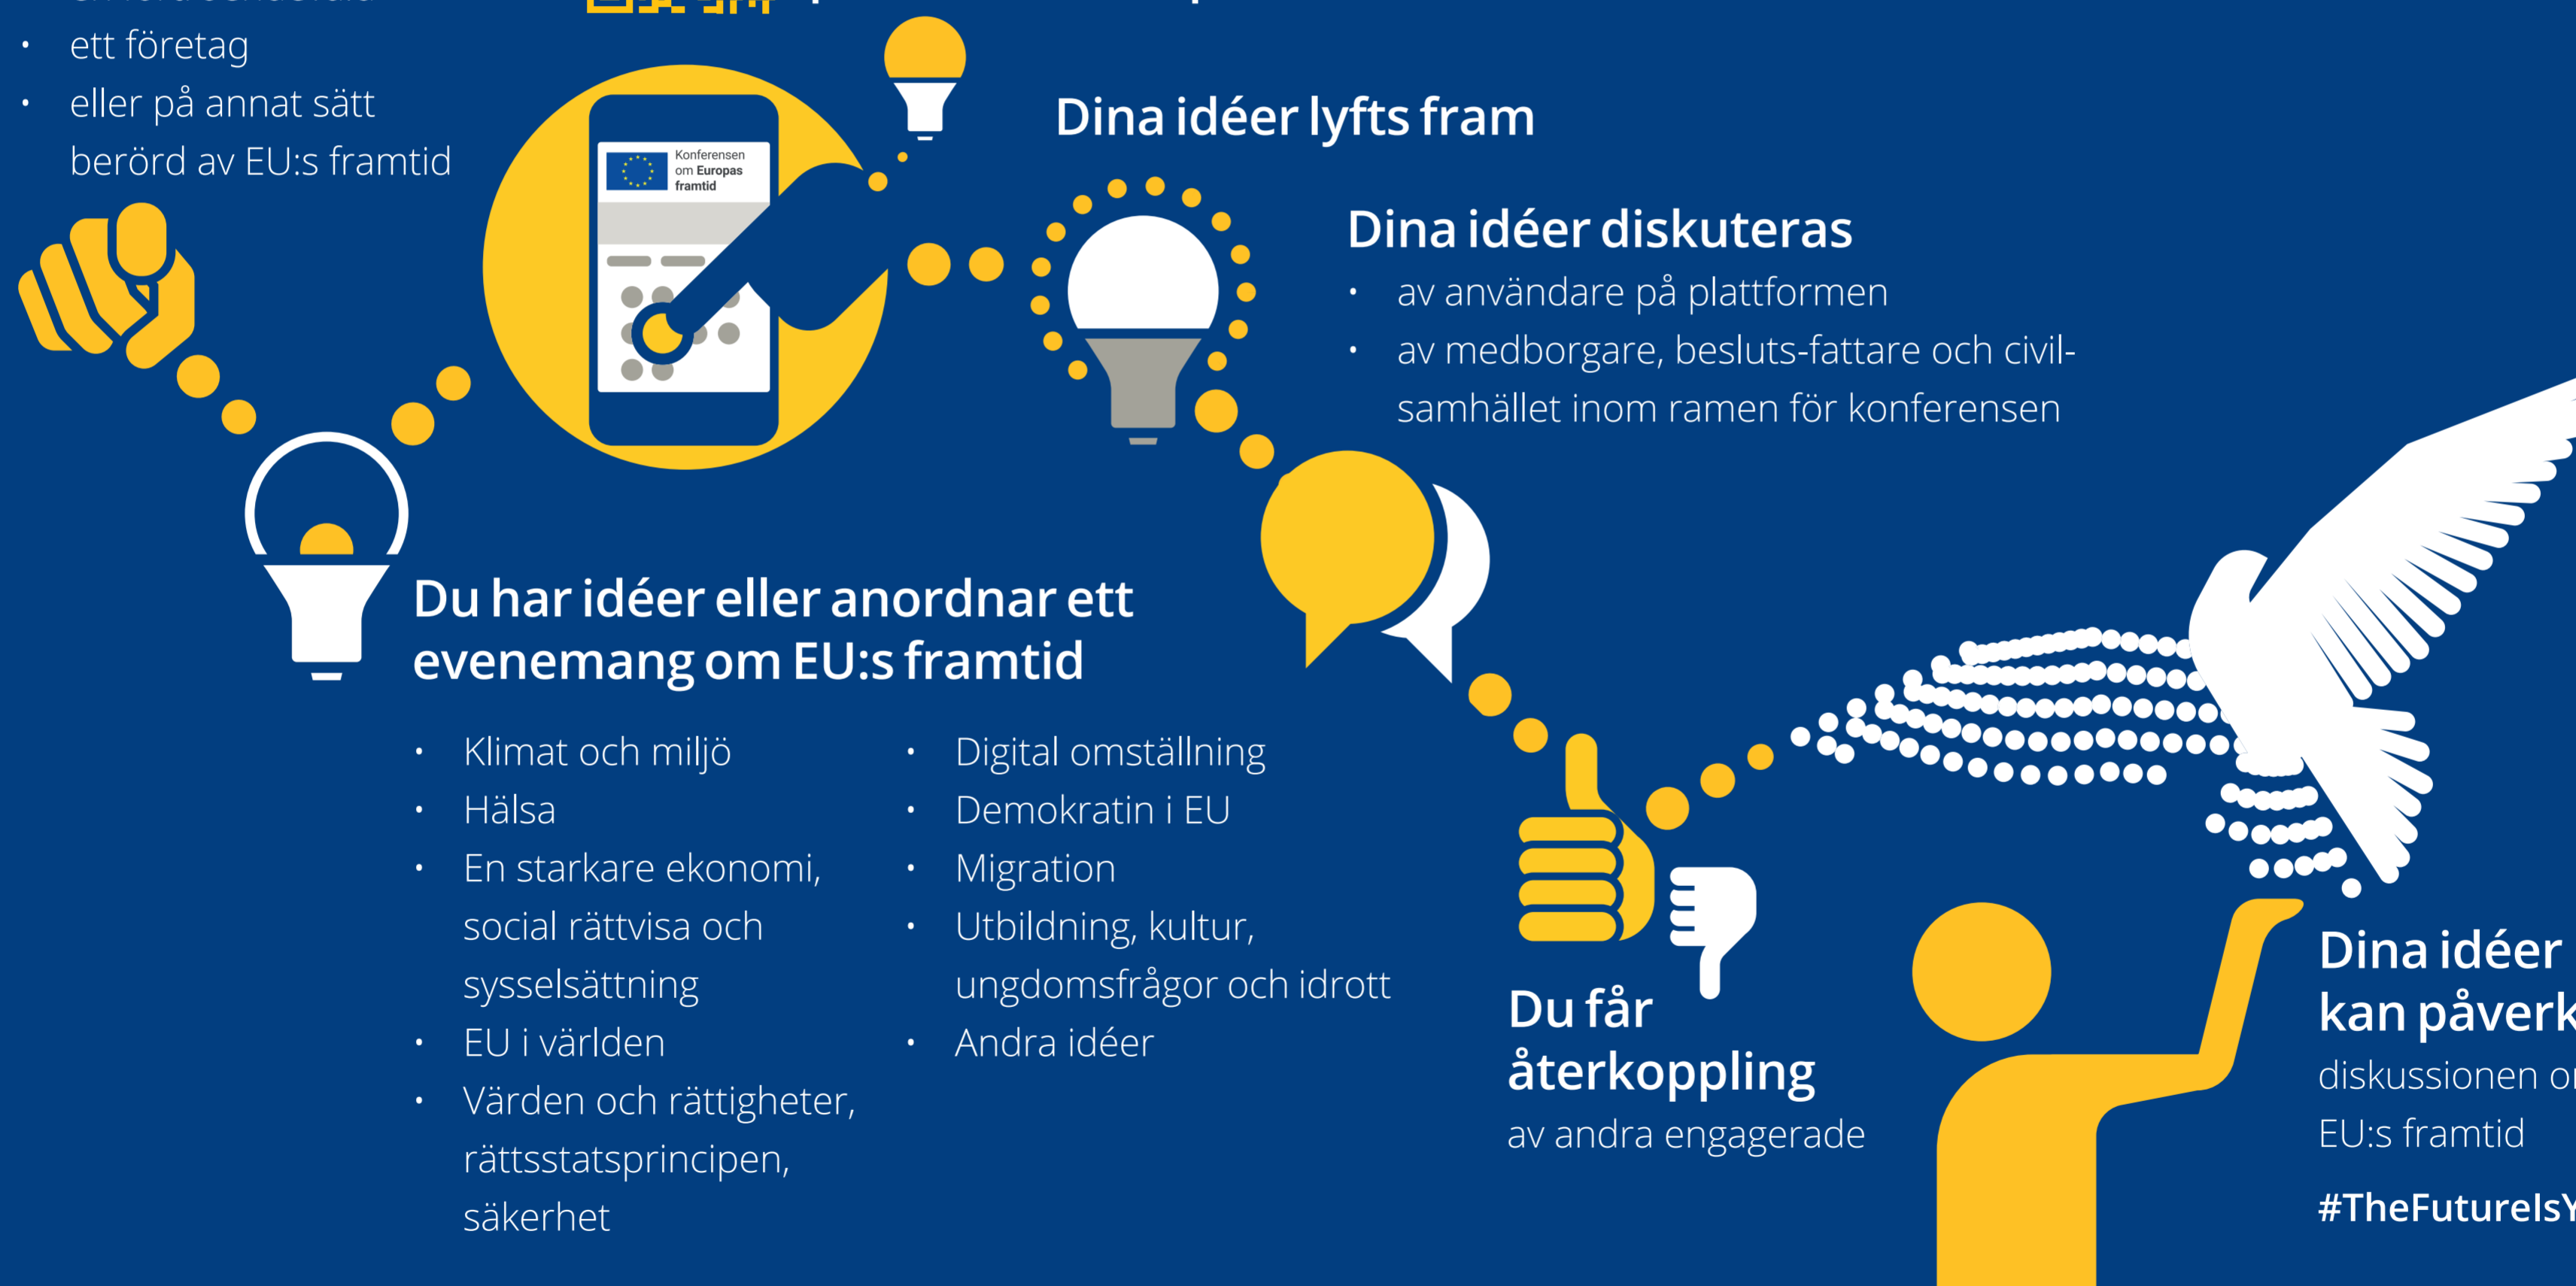 • ett företag
• eller på annat sätt
berörd av EU:s framtid
Konferensen
om Europas
framtid
Dina idéer lyfts fram
Dina idéer diskuteras
• av användare på plattformen
• av medborgare, besluts-fattare och civil-
samhället inom ramen för konferensen
Du har idéer eller anordnar ett
evenemang om EU:s framtid
• Klimat och miljö
• Hälsa
• En starkare ekonomi,
social rättvisa och
sysselsättning
• EU i världen
• Värden och rättigheter,
rättsstatsprincipen,
säkerhet
• Digital omställning
• Demokratin i EU
• Migration
• Utbildning, kultur,
ungdomsfrågor och idrott
• Andra idéer
Du får
återkoppling
av andra engagerade
Dina idéer
kan påverk
diskussionen
EU:s framtid
#TheFutureIsY